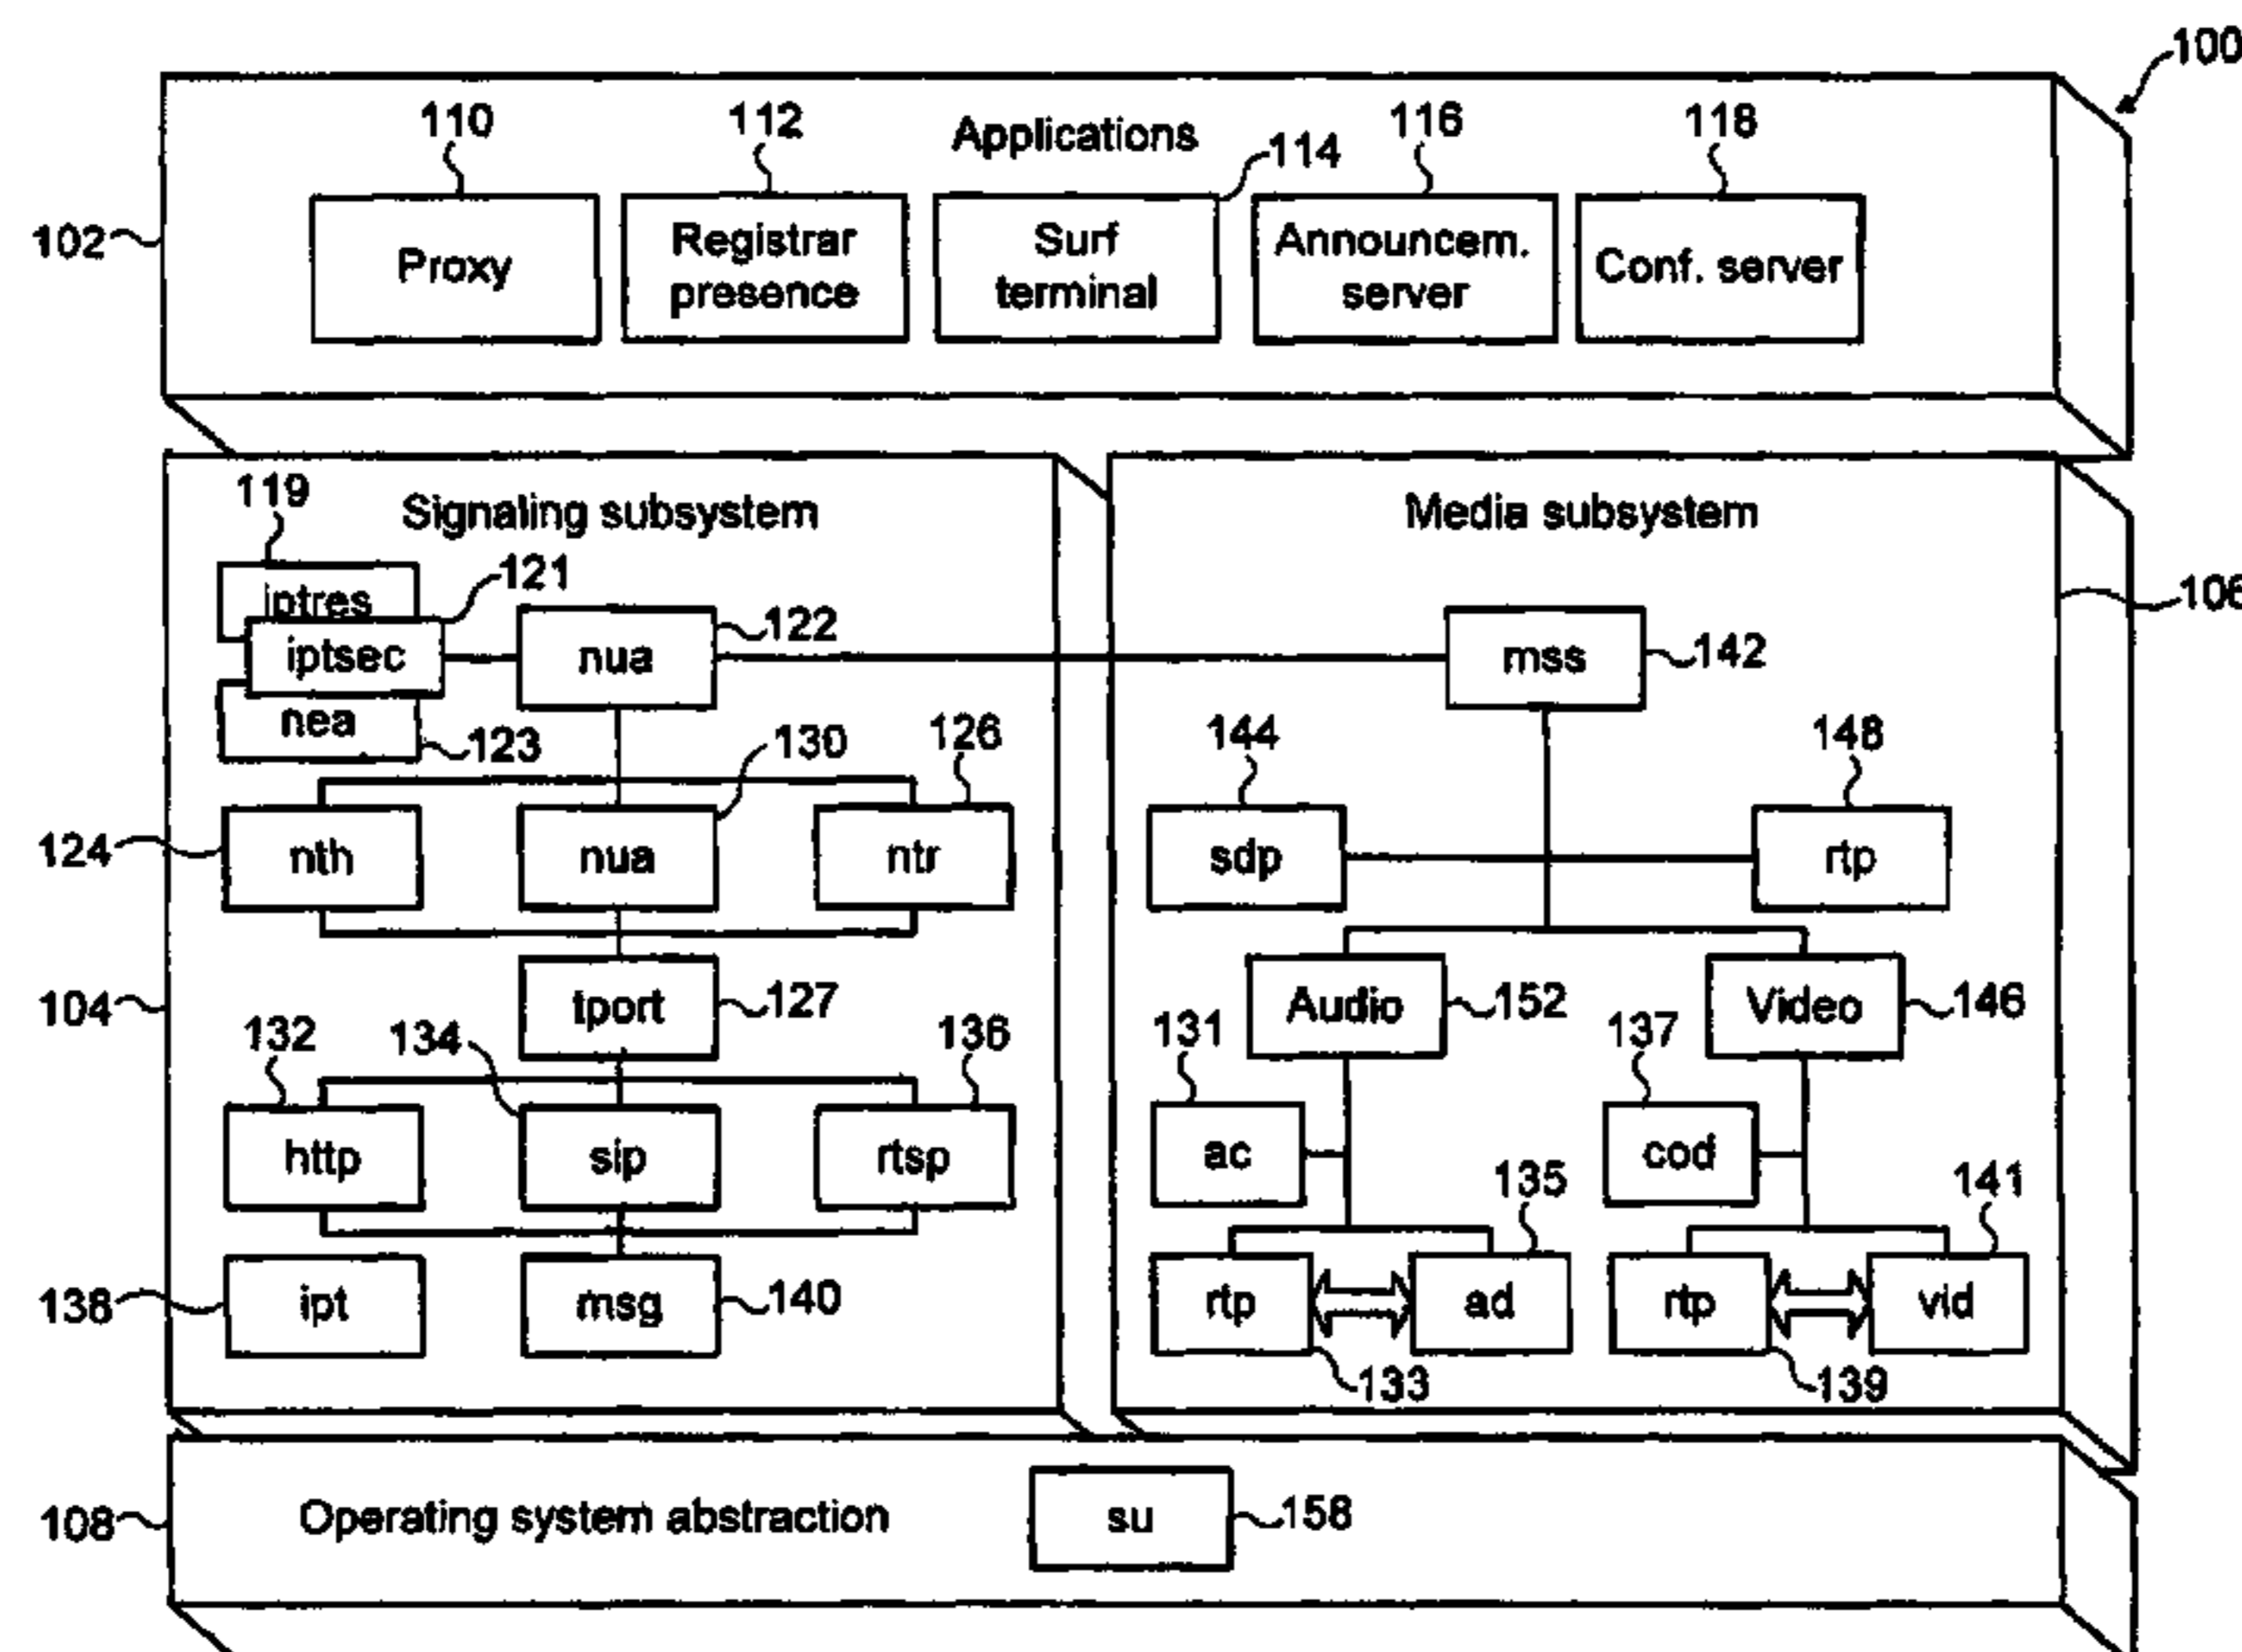 100
110
112
Applications
116
118
114
102
Proxy
Registrar
presence
Surf
terminal
Announcem.
server
Conf. server
119
Signaling subsystem
Media subsystem
121
iptres
106
iptsec
nua
122
mss
142
nea
123
130
126
144
148
124
nth
nua
ntr
sdp
rtp
104
tport
127
Audio
152
Video
146
132
134
136
131
137
http
sip
rtsp
ac
cod
135
141
138
ipt
msg
140
rtp
ad
rtp
vid
133
139
108
Operating system abstraction
su
158